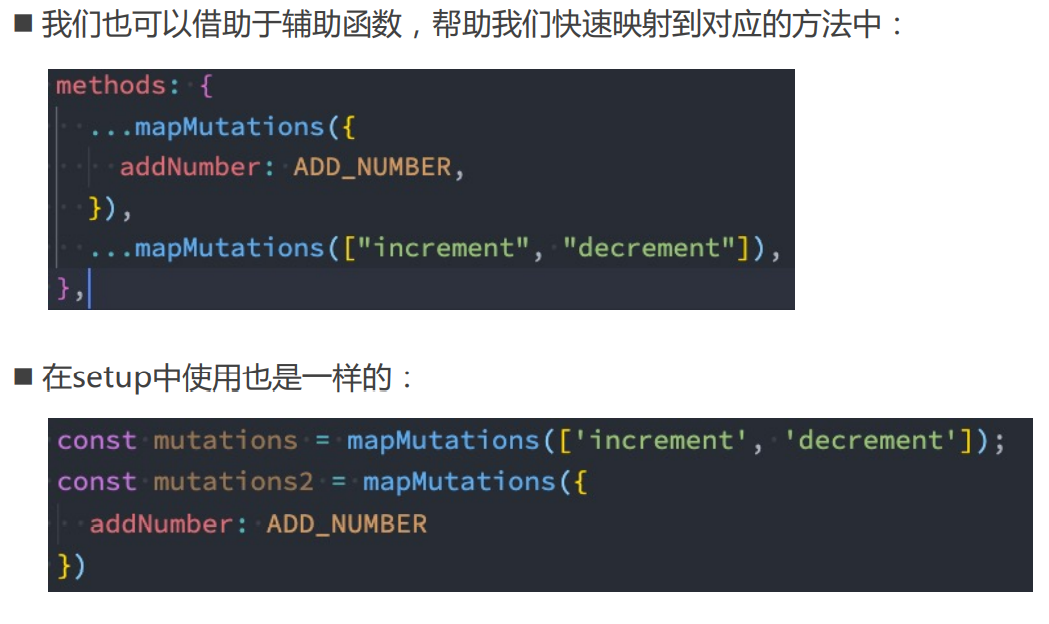 ■ 我们也可以借助于辅助函数，帮助我们快速映射到对应的方法中：
methods: {
  ...mapMutations({
    addNumber: ADD_NUMBER,
  }),
  ...mapMutations(["increment", "decrement"]),
},
■ 在setup中使用也是一样的：
const mutations = mapMutations(['increment', 'decrement']);
const mutations2 = mapMutations({
  addNumber: ADD_NUMBER
})